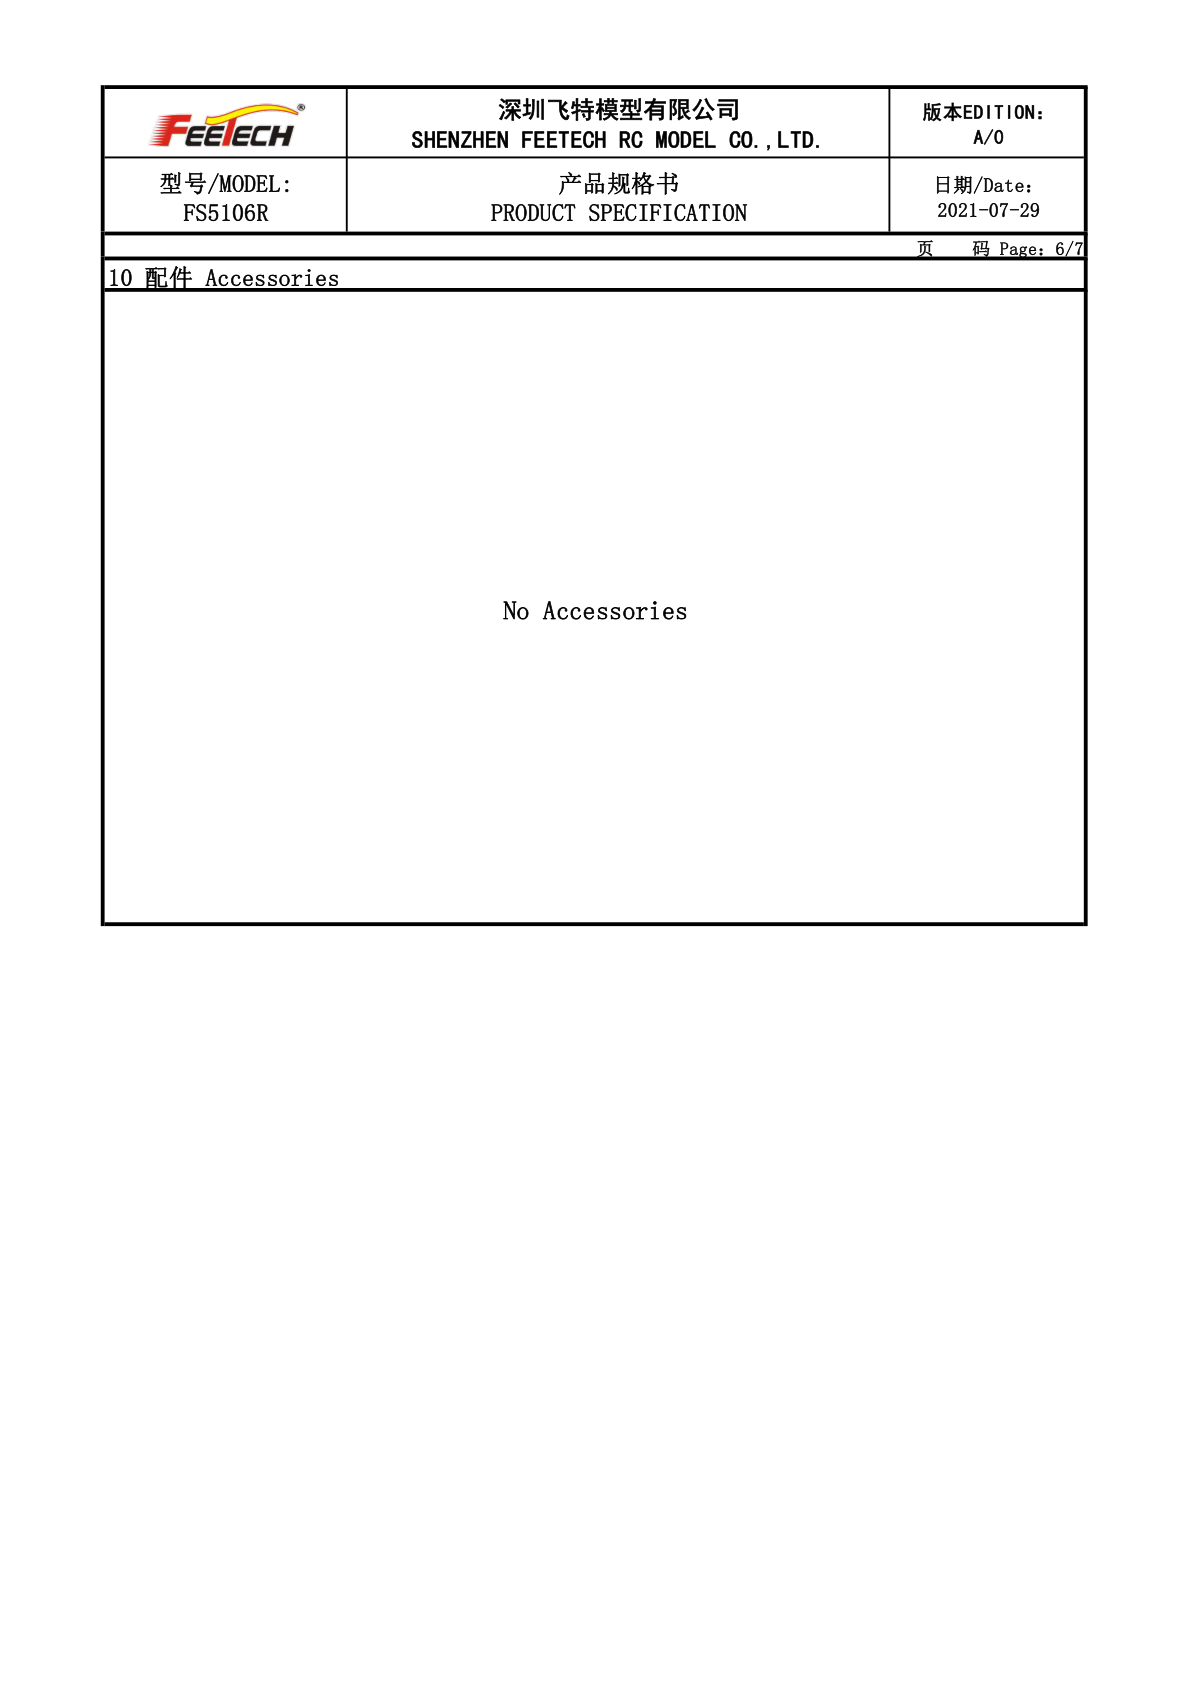 FEETECH®
深圳飞特模型有限公司
SHENZHEN FEETECH RC MODEL CO.,LTD.
版本EDITION:
A/0
型号/MODEL:
FS5106R
产品规格书
PRODUCT SPECIFICATION
日期/Date:
2021-07-29
页 码 Page: 6/7
10 配件 Accessories
No Accessories